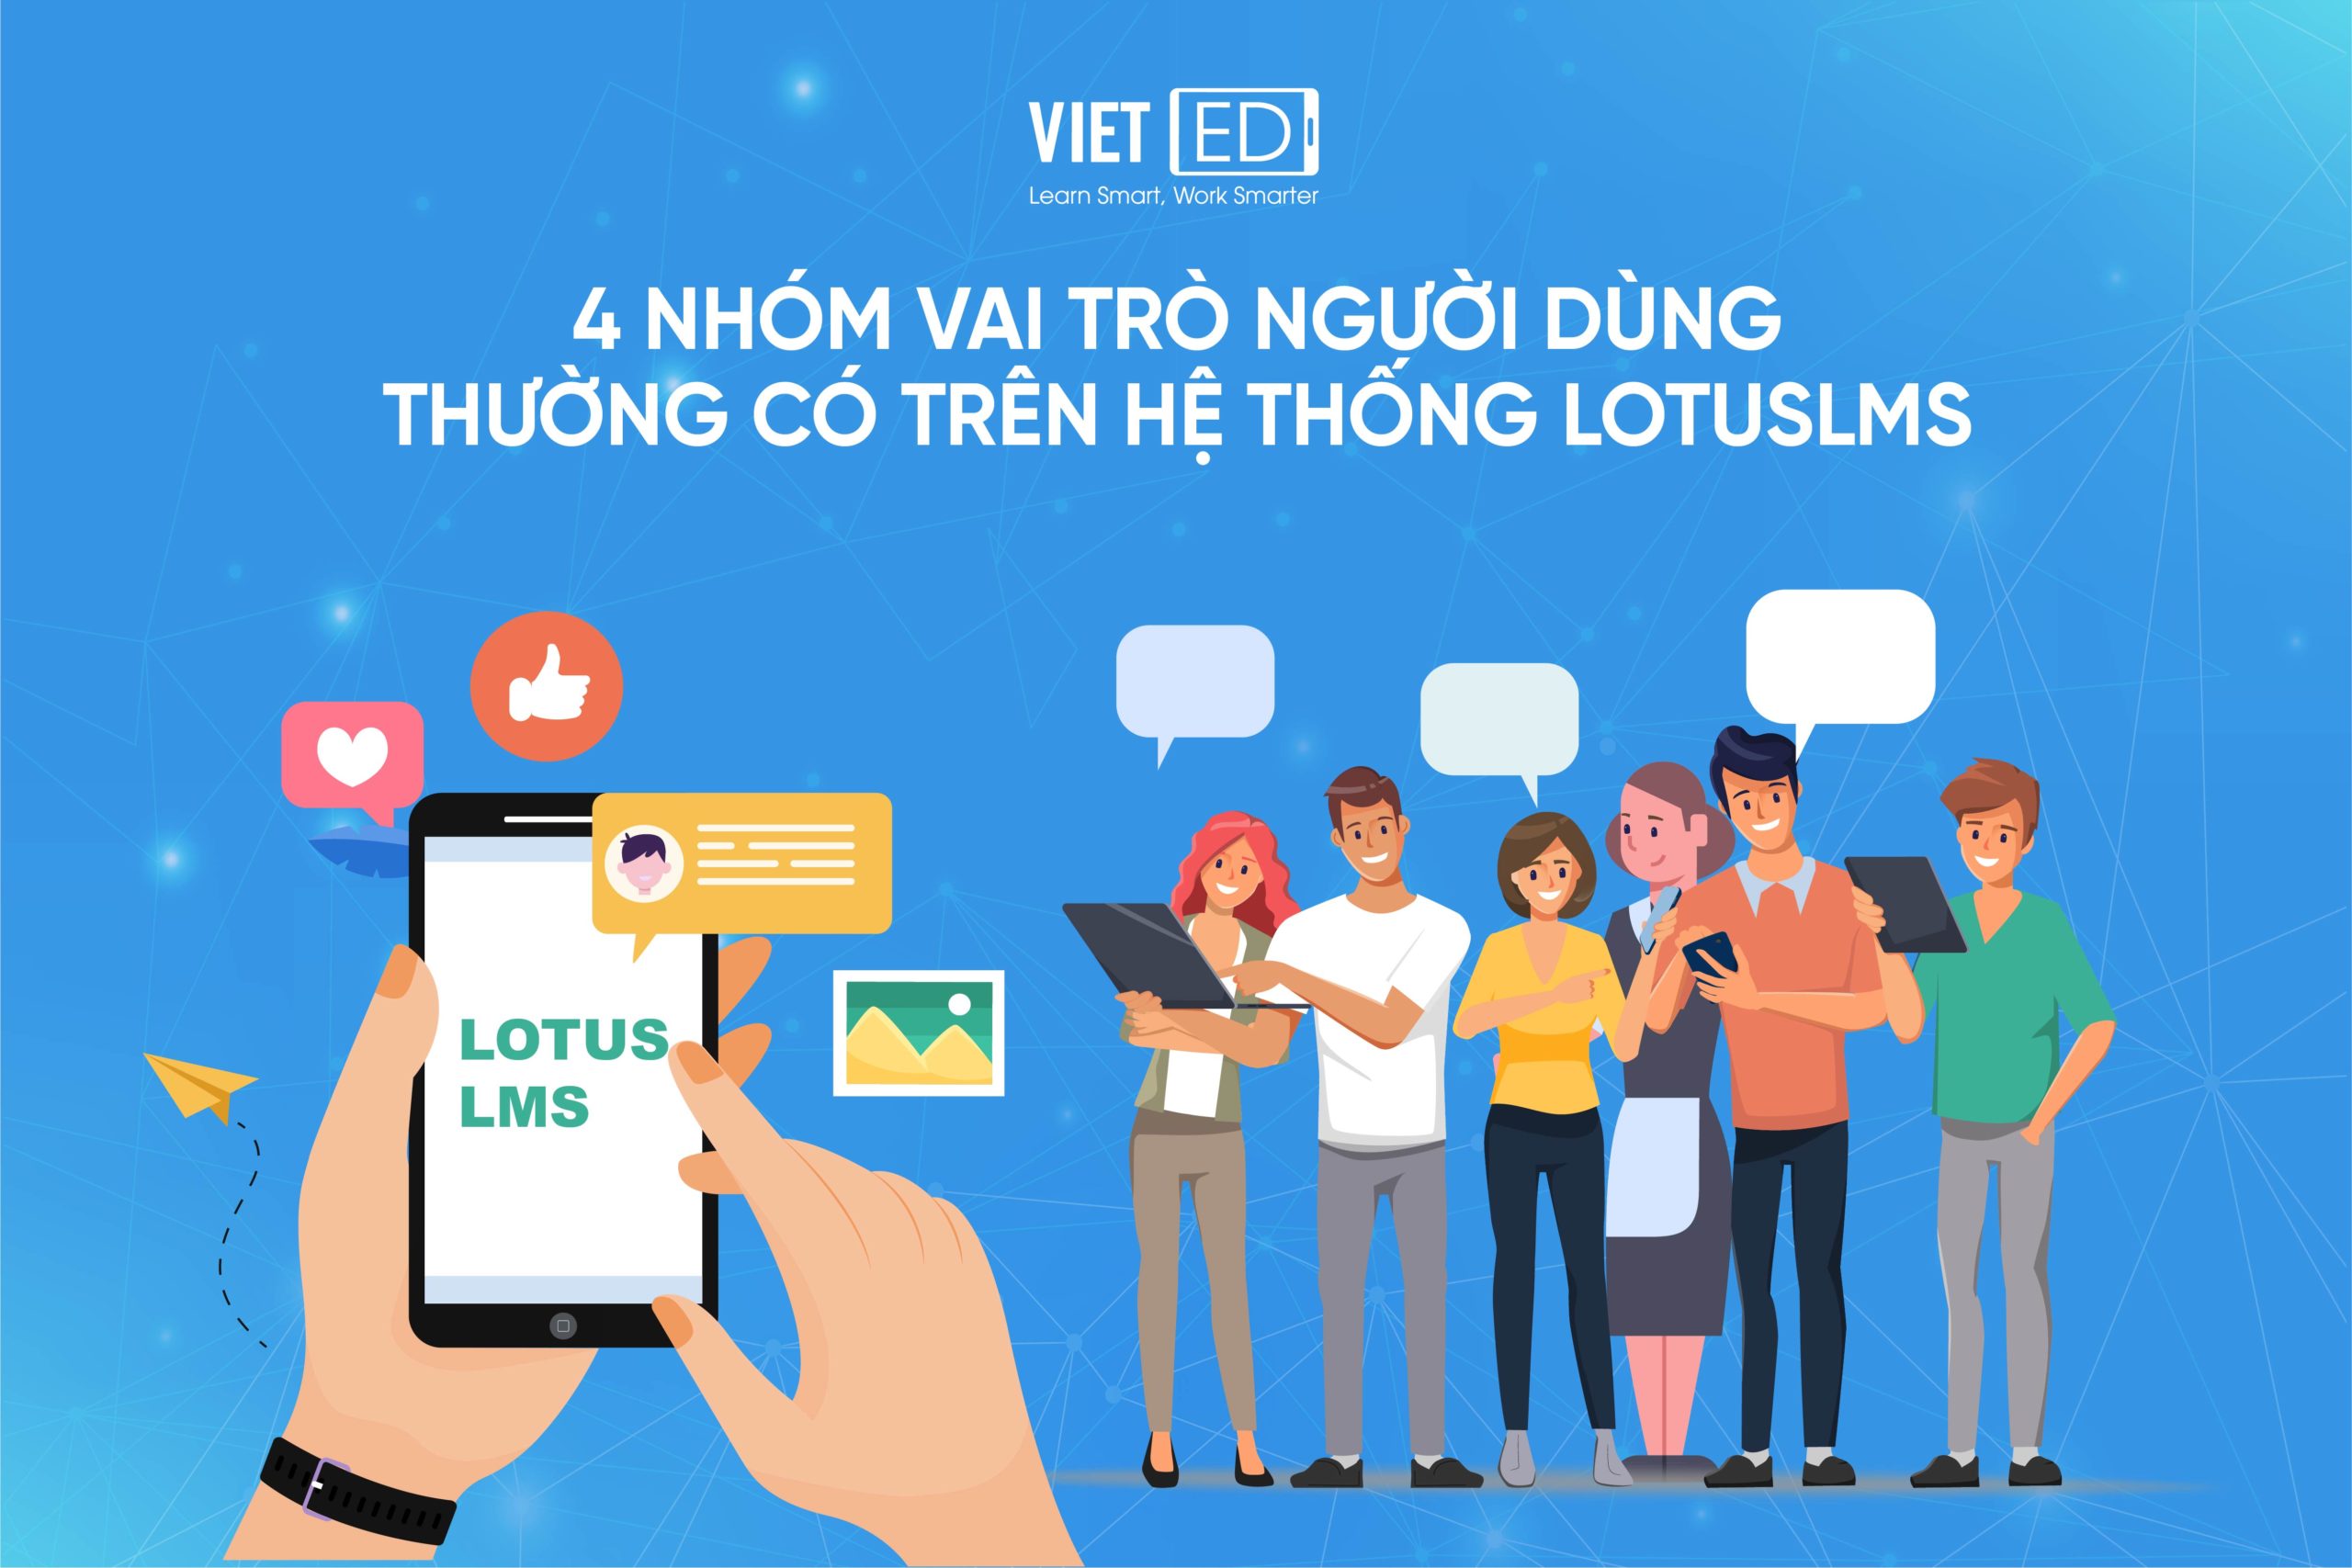 VIET ED
Learn Smart, Work Smarter
4 NHÓM VAI TRÒ NGƯỜI DÙNG
THƯỜNG CÓ TRÊN HỆ THỐNG LOTUSLMS
LOTUS
LMS